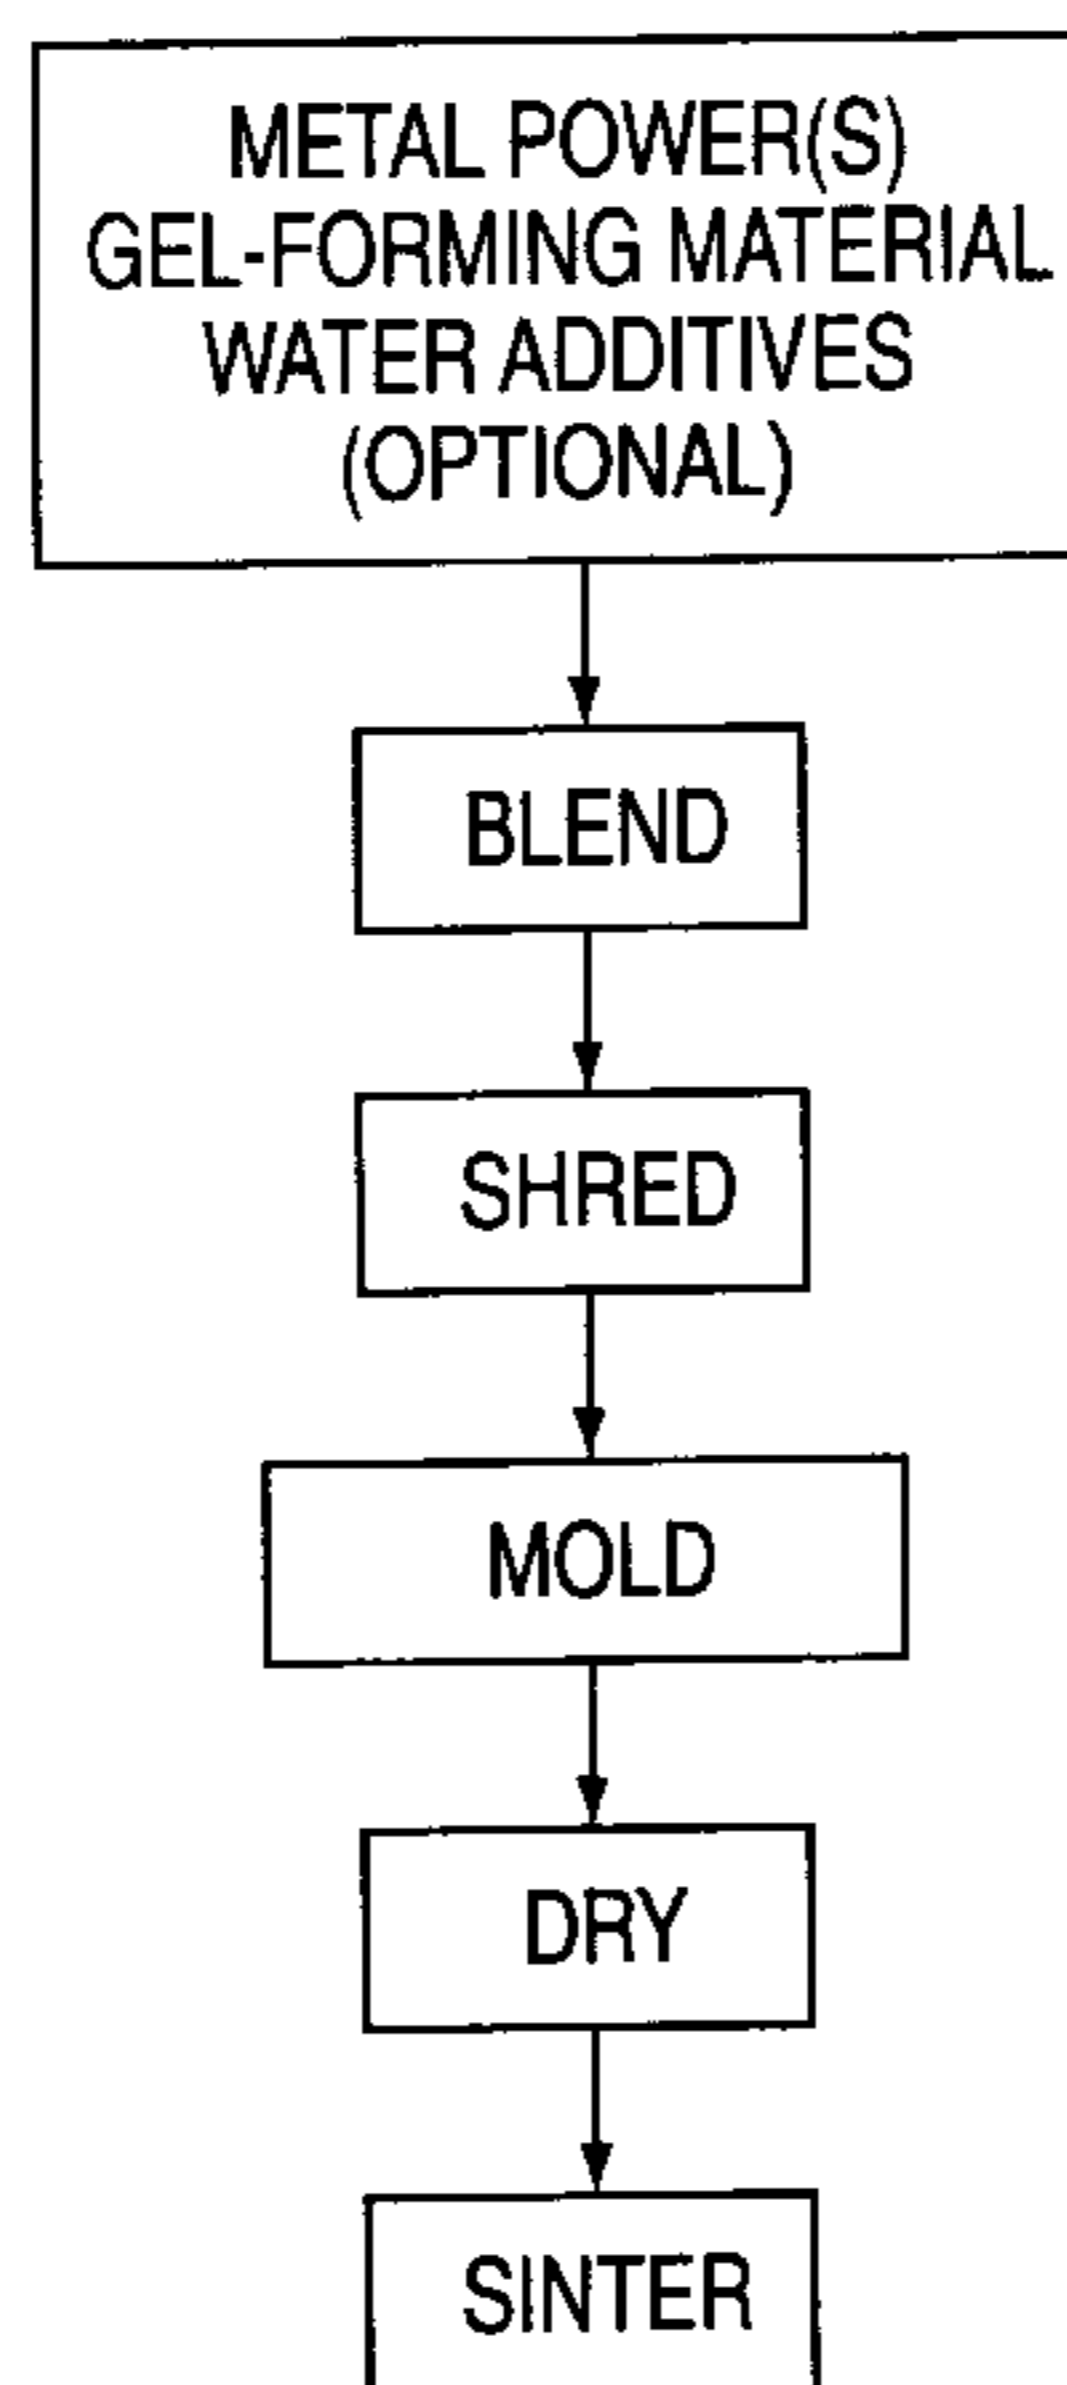 METAL POWER(S)
GEL-FORMING MATERIAL
WATER ADDITIVES
(OPTIONAL)
BLEND
SHRED
MOLD
DRY
SINTER